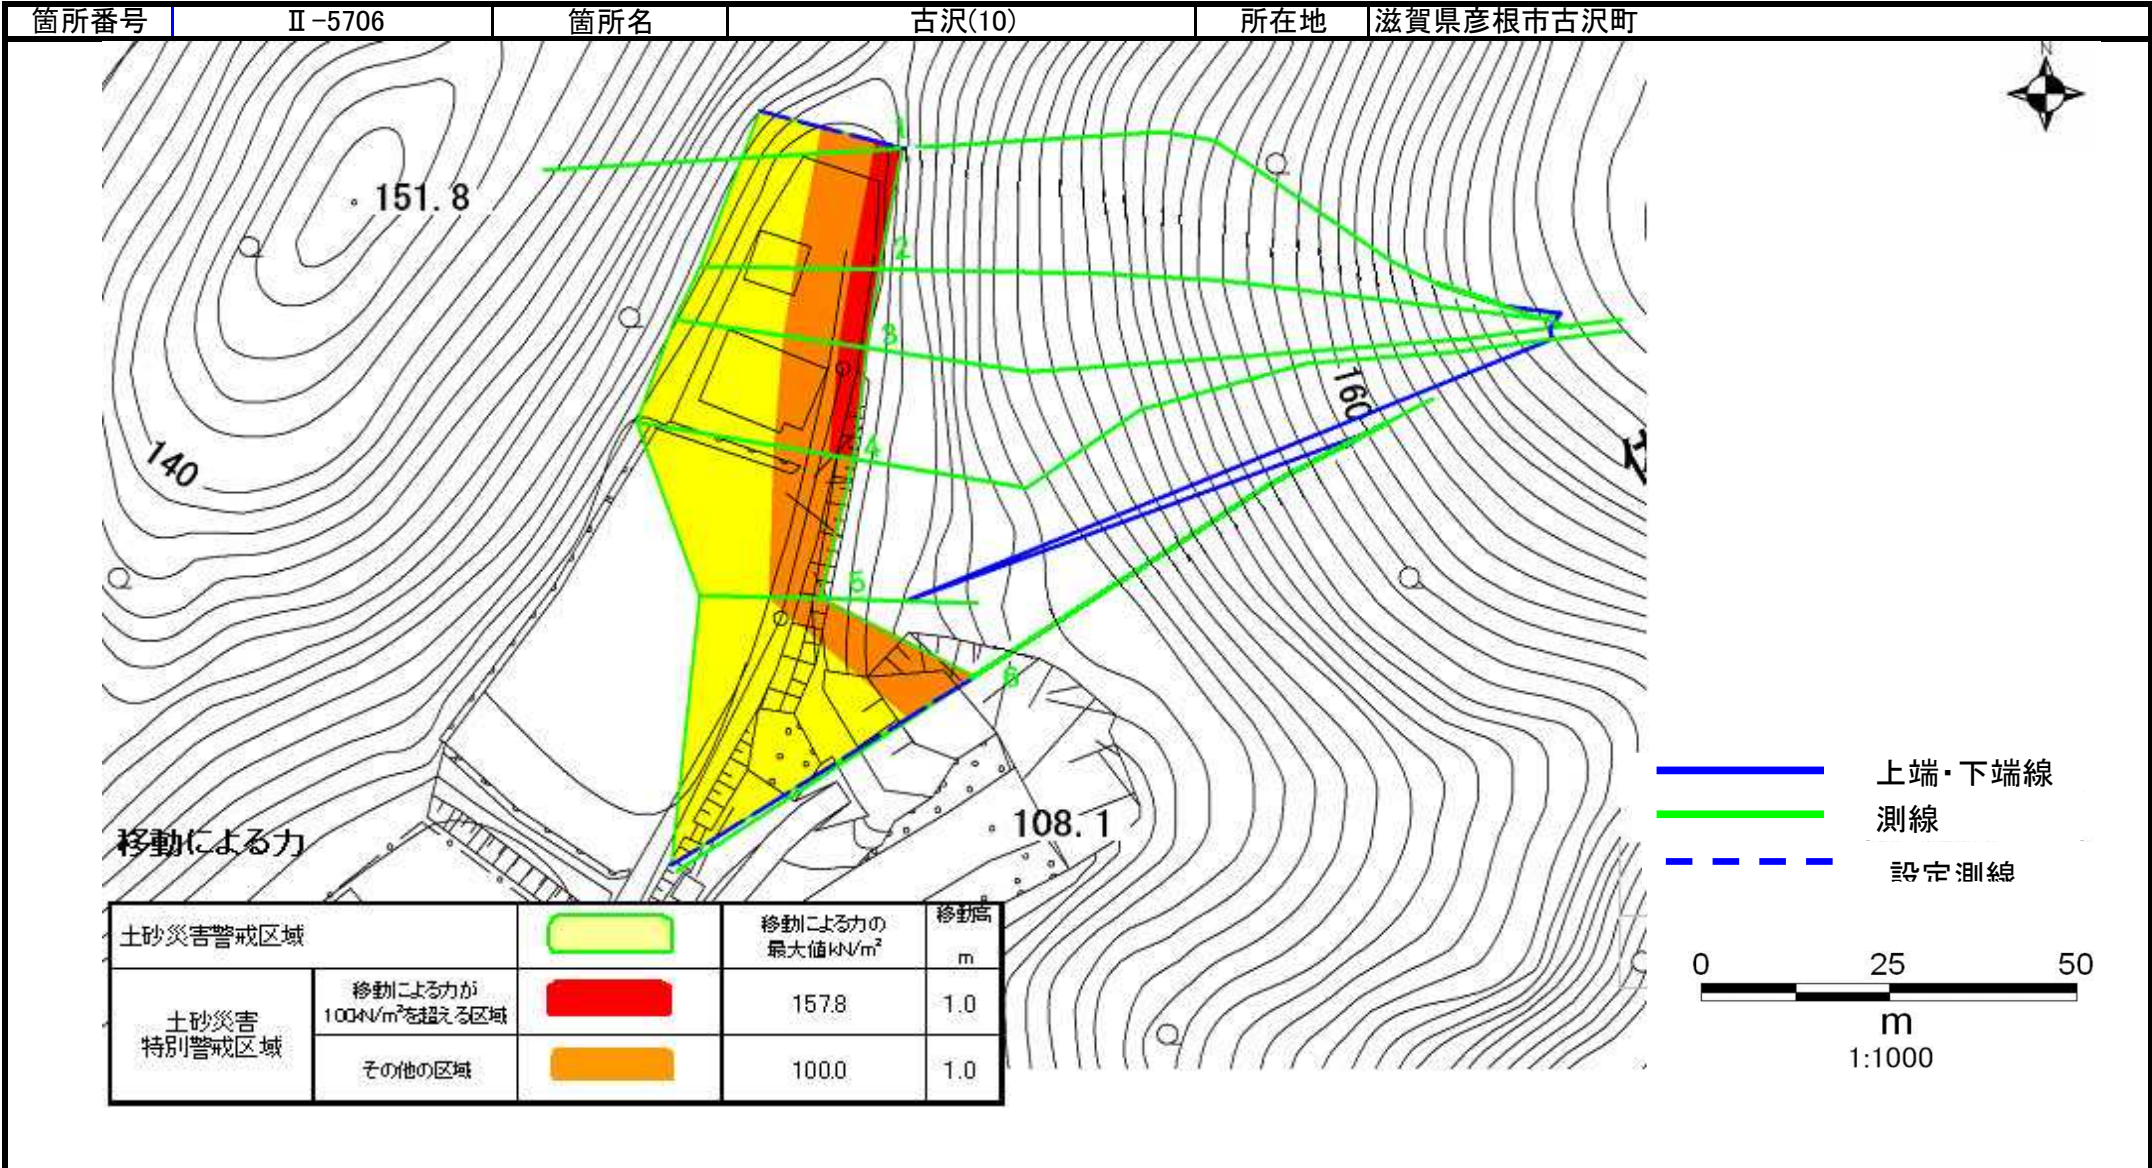 箇所番号 Ⅱ-5706 箇所名 古沢(10) 所在地 滋賀県彦根市古沢町
N
151.8
1
2
3
160
4
140
5
6
108.1
上端・下端線
測線
設定測線
移動による力
土砂災害警戒区域
移動による力の
最大値kN/m²
移動高
m
土砂災害
特別警戒区域
移動による力が
100kN/m²を超える区域
157.8 1.0
その他の区域
100.0 1.0
0 25 50
m
1:1000